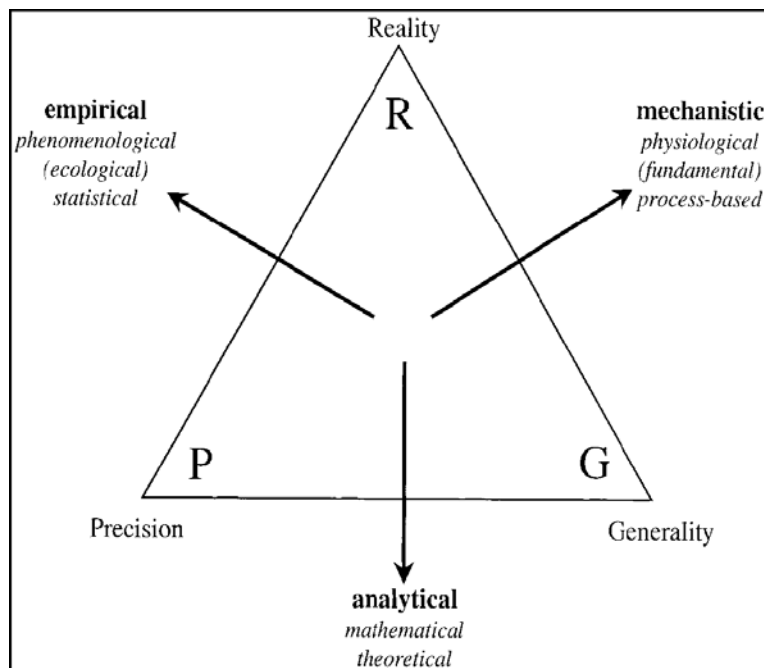 Reality
R
empirical
phenomenological
(ecological)
statistical
mechanistic
physiological
(fundamental)
process-based
P
G
Precision
Generality
analytical
mathematical
theoretical